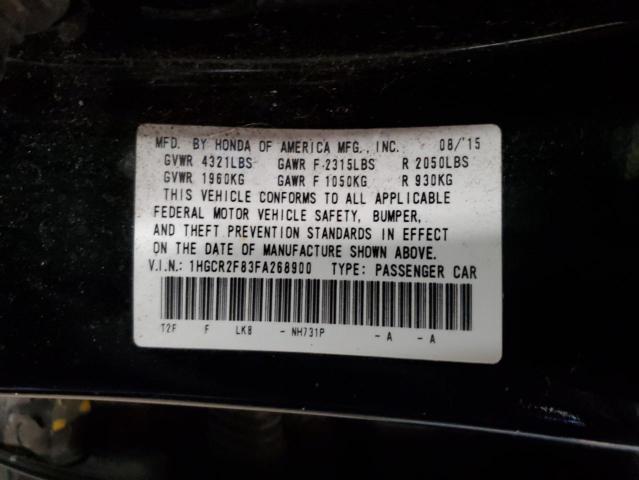 MFD. BY HONDA OF AMERICA MFG., INC. 08/'15
GVWR 4321LBS GAWR F 2315LBS R 2050LBS
GVWR 1960KG GAWR F 1050KG R 930KG
THIS VEHICLE CONFORMS TO ALL APPLICABLE
FEDERAL MOTOR VEHICLE SAFETY, BUMPER,
AND THEFT PREVENTION STANDARDS IN EFFECT
ON THE DATE OF MANUFACTURE SHOWN ABOVE.
V.I.N.: 1HGCR2F83FA268900 TYPE: PASSENGER CAR
T2F F LK8 - NH731P - A - A